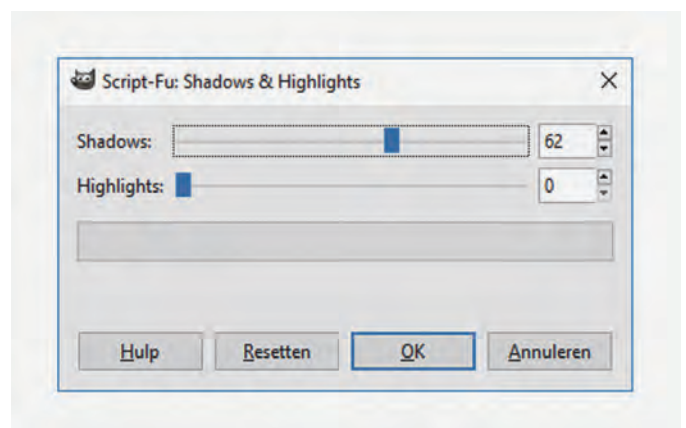 Script-Fu: Shadows & Highlights
Shadows: 62
Highlights: 0
Hulp Resetten OK Annuleren